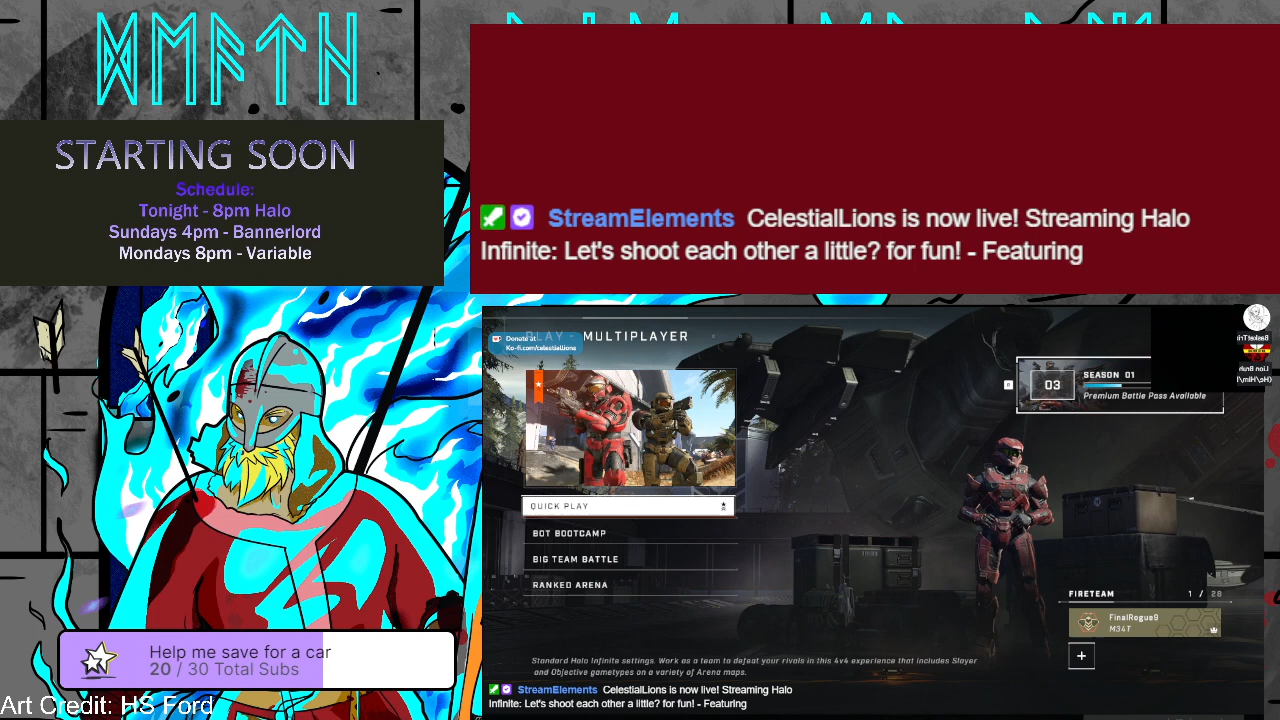 ᛞᛖᚨᛏᚺ
STARTING SOON
Schedule:
Tonight - 8pm Halo
Sundays 4pm - Bannerlord
Mondays 8pm - Variable
StreamElements CelestialLions is now live! Streaming Halo
Infinite: Let's shoot each other a little? for fun! - Featuring
PLAY - MULTIPLAYER
Donate at
Ko-fi.com/celestiallions
QUICK PLAY
BOT BOOTCAMP
BIG TEAM BATTLE
RANKED ARENA
03
SEASON 01
Premium Battle Pass Available
FIRETEAM 1 / 28
FinalRogue9
M34T
+
Standard Halo Infinite settings. Work as a team to defeat your rivals in this 4v4 experience that includes Slayer
and Objective gametypes on a variety of Arena maps.
StreamElements CelestialLions is now live! Streaming Halo
Infinite: Let's shoot each other a little? for fun! - Featuring
Help me save for a car
20 / 30 Total Subs
Art Credit: HS Ford